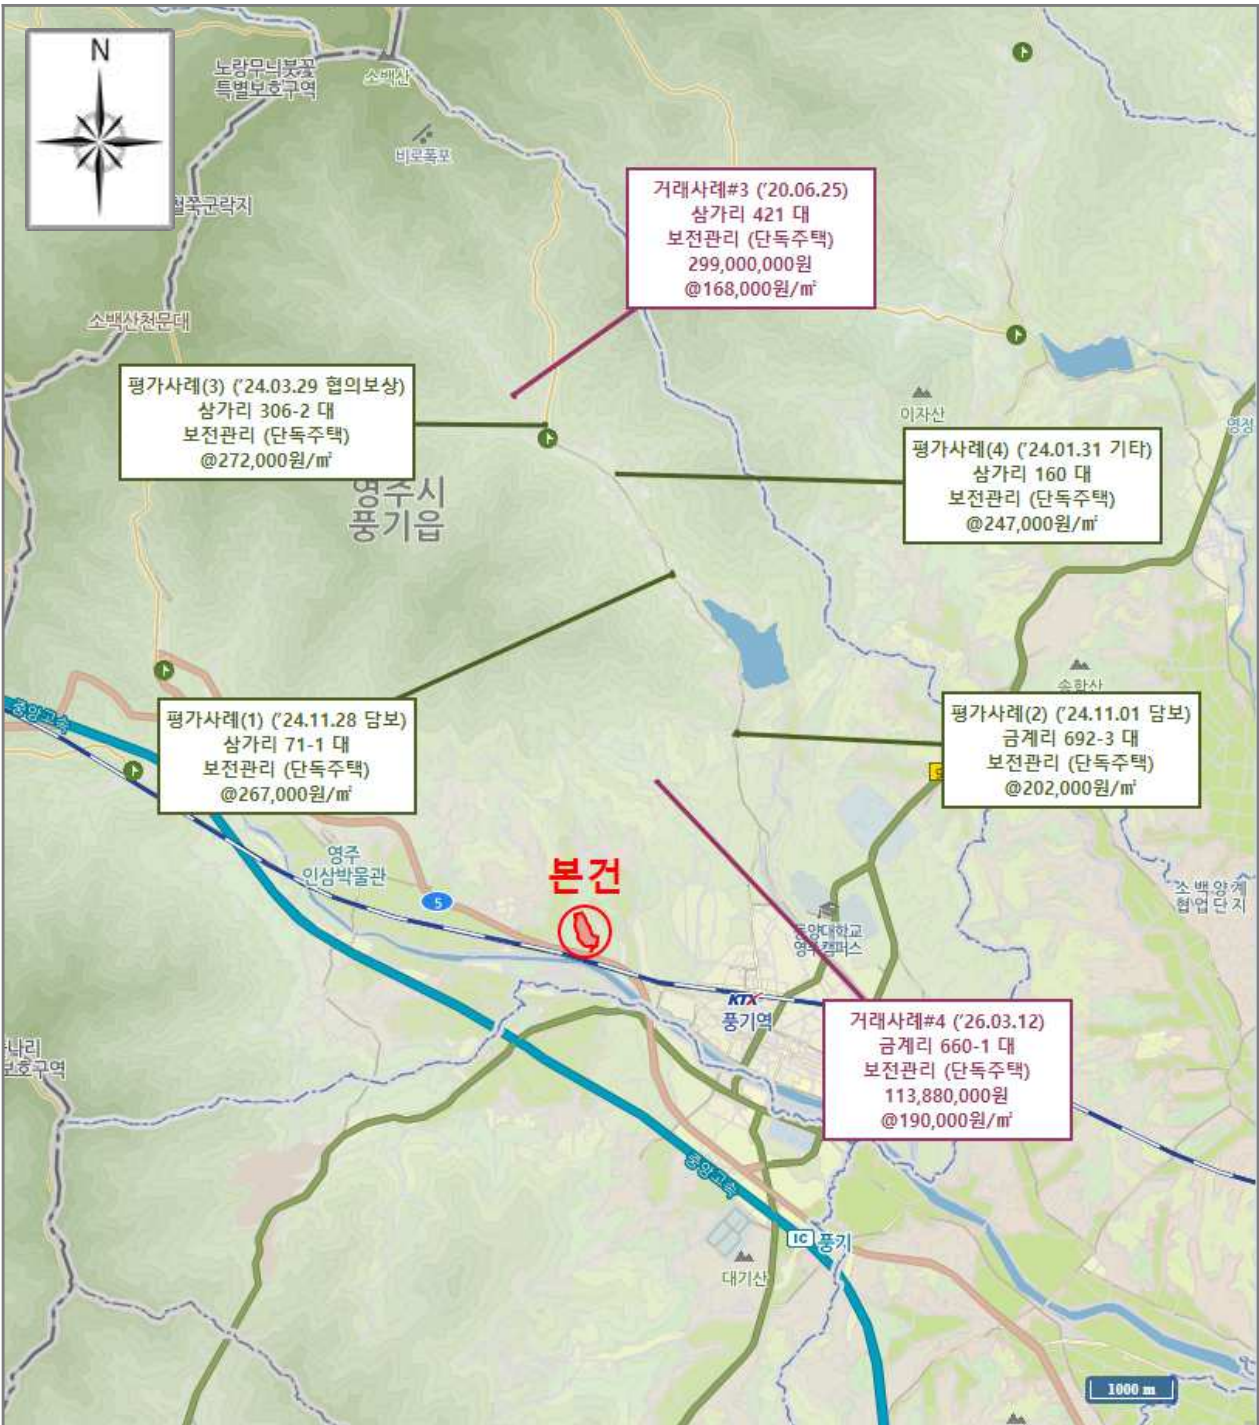 N
노랑무늬붓꽃
특별보호구역
소백산
비로폭포
철쭉군락지
거래사례#3 ('20.06.25)
삼가리 421 대
보전관리 (단독주택)
299,000,000원
@168,000원/㎡
소백산천문대
평가사례(3) ('24.03.29 협의보상)
삼가리 306-2 대
보전관리 (단독주택)
@272,000원/㎡
이자산
평가사례(4) ('24.01.31 기타)
삼가리 160 대
보전관리 (단독주택)
@247,000원/㎡
영주시
풍기읍
송학산
중앙고속
평가사례(1) ('24.11.28 담보)
삼가리 71-1 대
보전관리 (단독주택)
@267,000원/㎡
평가사례(2) ('24.11.01 담보)
금계리 692-3 대
보전관리 (단독주택)
@202,000원/㎡
영주
인삼박물관
본건
5
소백양계
협업단지
동양대학교
영주캠퍼스
KTX
풍기역
거래사례#4 ('26.03.12)
금계리 660-1 대
보전관리 (단독주택)
113,880,000원
@190,000원/㎡
나리
보호구역
중앙고속
IC 풍기
대기산
1000 m